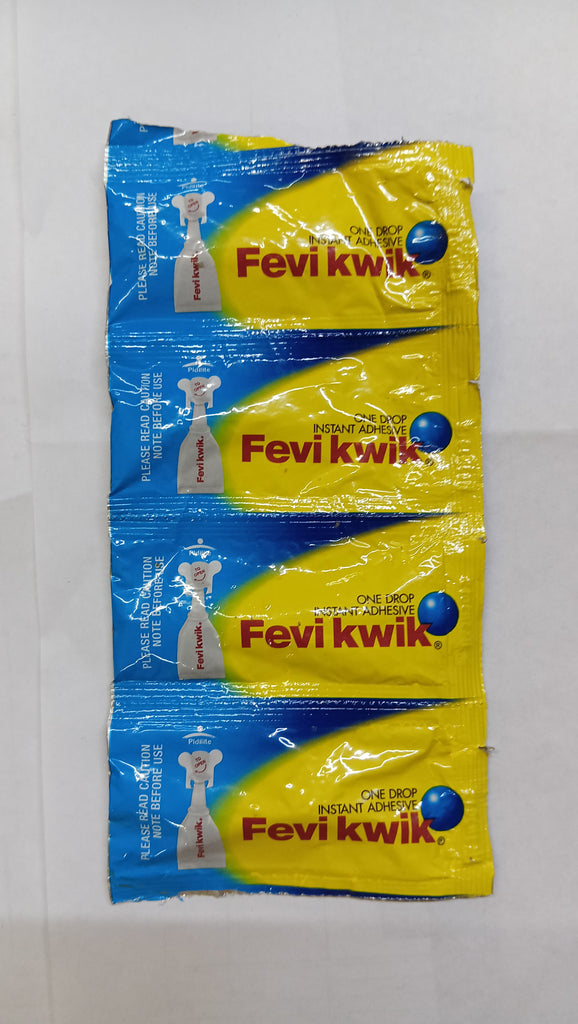 P
Pidilite
PLEASE READ CAUTION
NOTE BEFORE USE
Fevi kwik
ONE DROP
INSTANT ADHESIVE
Fevi kwik®
Pidilite
PLEASE READ CAUTION
NOTE BEFORE USE
Fevi kwik.
ONE DROP
INSTANT ADHESIVE
Fevi kwik
Pidilite
PLEASE READ CAUTION
NOTE BEFORE USE
Fevi kwik.
ONE DROP
INSTANT ADHESIVE
Fevi kwik®
Pidilite
PLEASE READ CAUTION
NOTE BEFORE USE
Fevi kwik.
ONE DROP
INSTANT ADHESIVE
Fevi kwik®